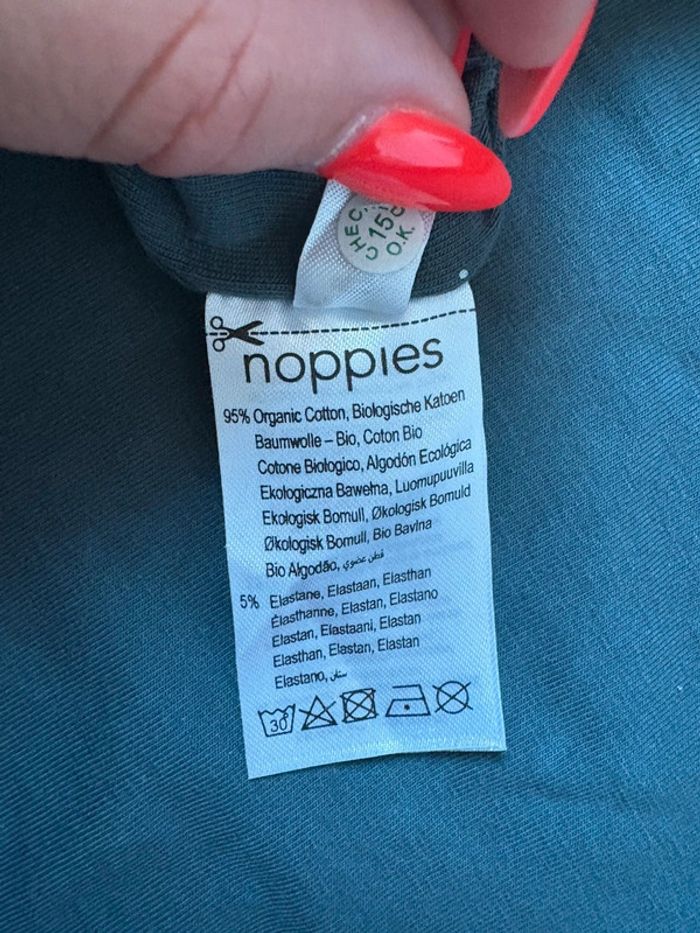 CHEC
158
O.K.
noppies
95% Organic Cotton, Biologische Katoen
Baumwolle – Bio, Coton Bio
Cotone Biologico, Algodón Ecológica
Ekologiczna Bawełna, Luomupuuvilla
Ekologisk Bomull, Økologisk Bomuld
Økologisk Bomull, Bio Bavlna
Bio Algodão, قطن عضوي
5% Elastane, Elastaan, Elasthan
Élasthanne, Elastan, Elastano
Elastan, Elastaani, Elastan
Elasthan, Elastan, Elastan
Elastano,
30